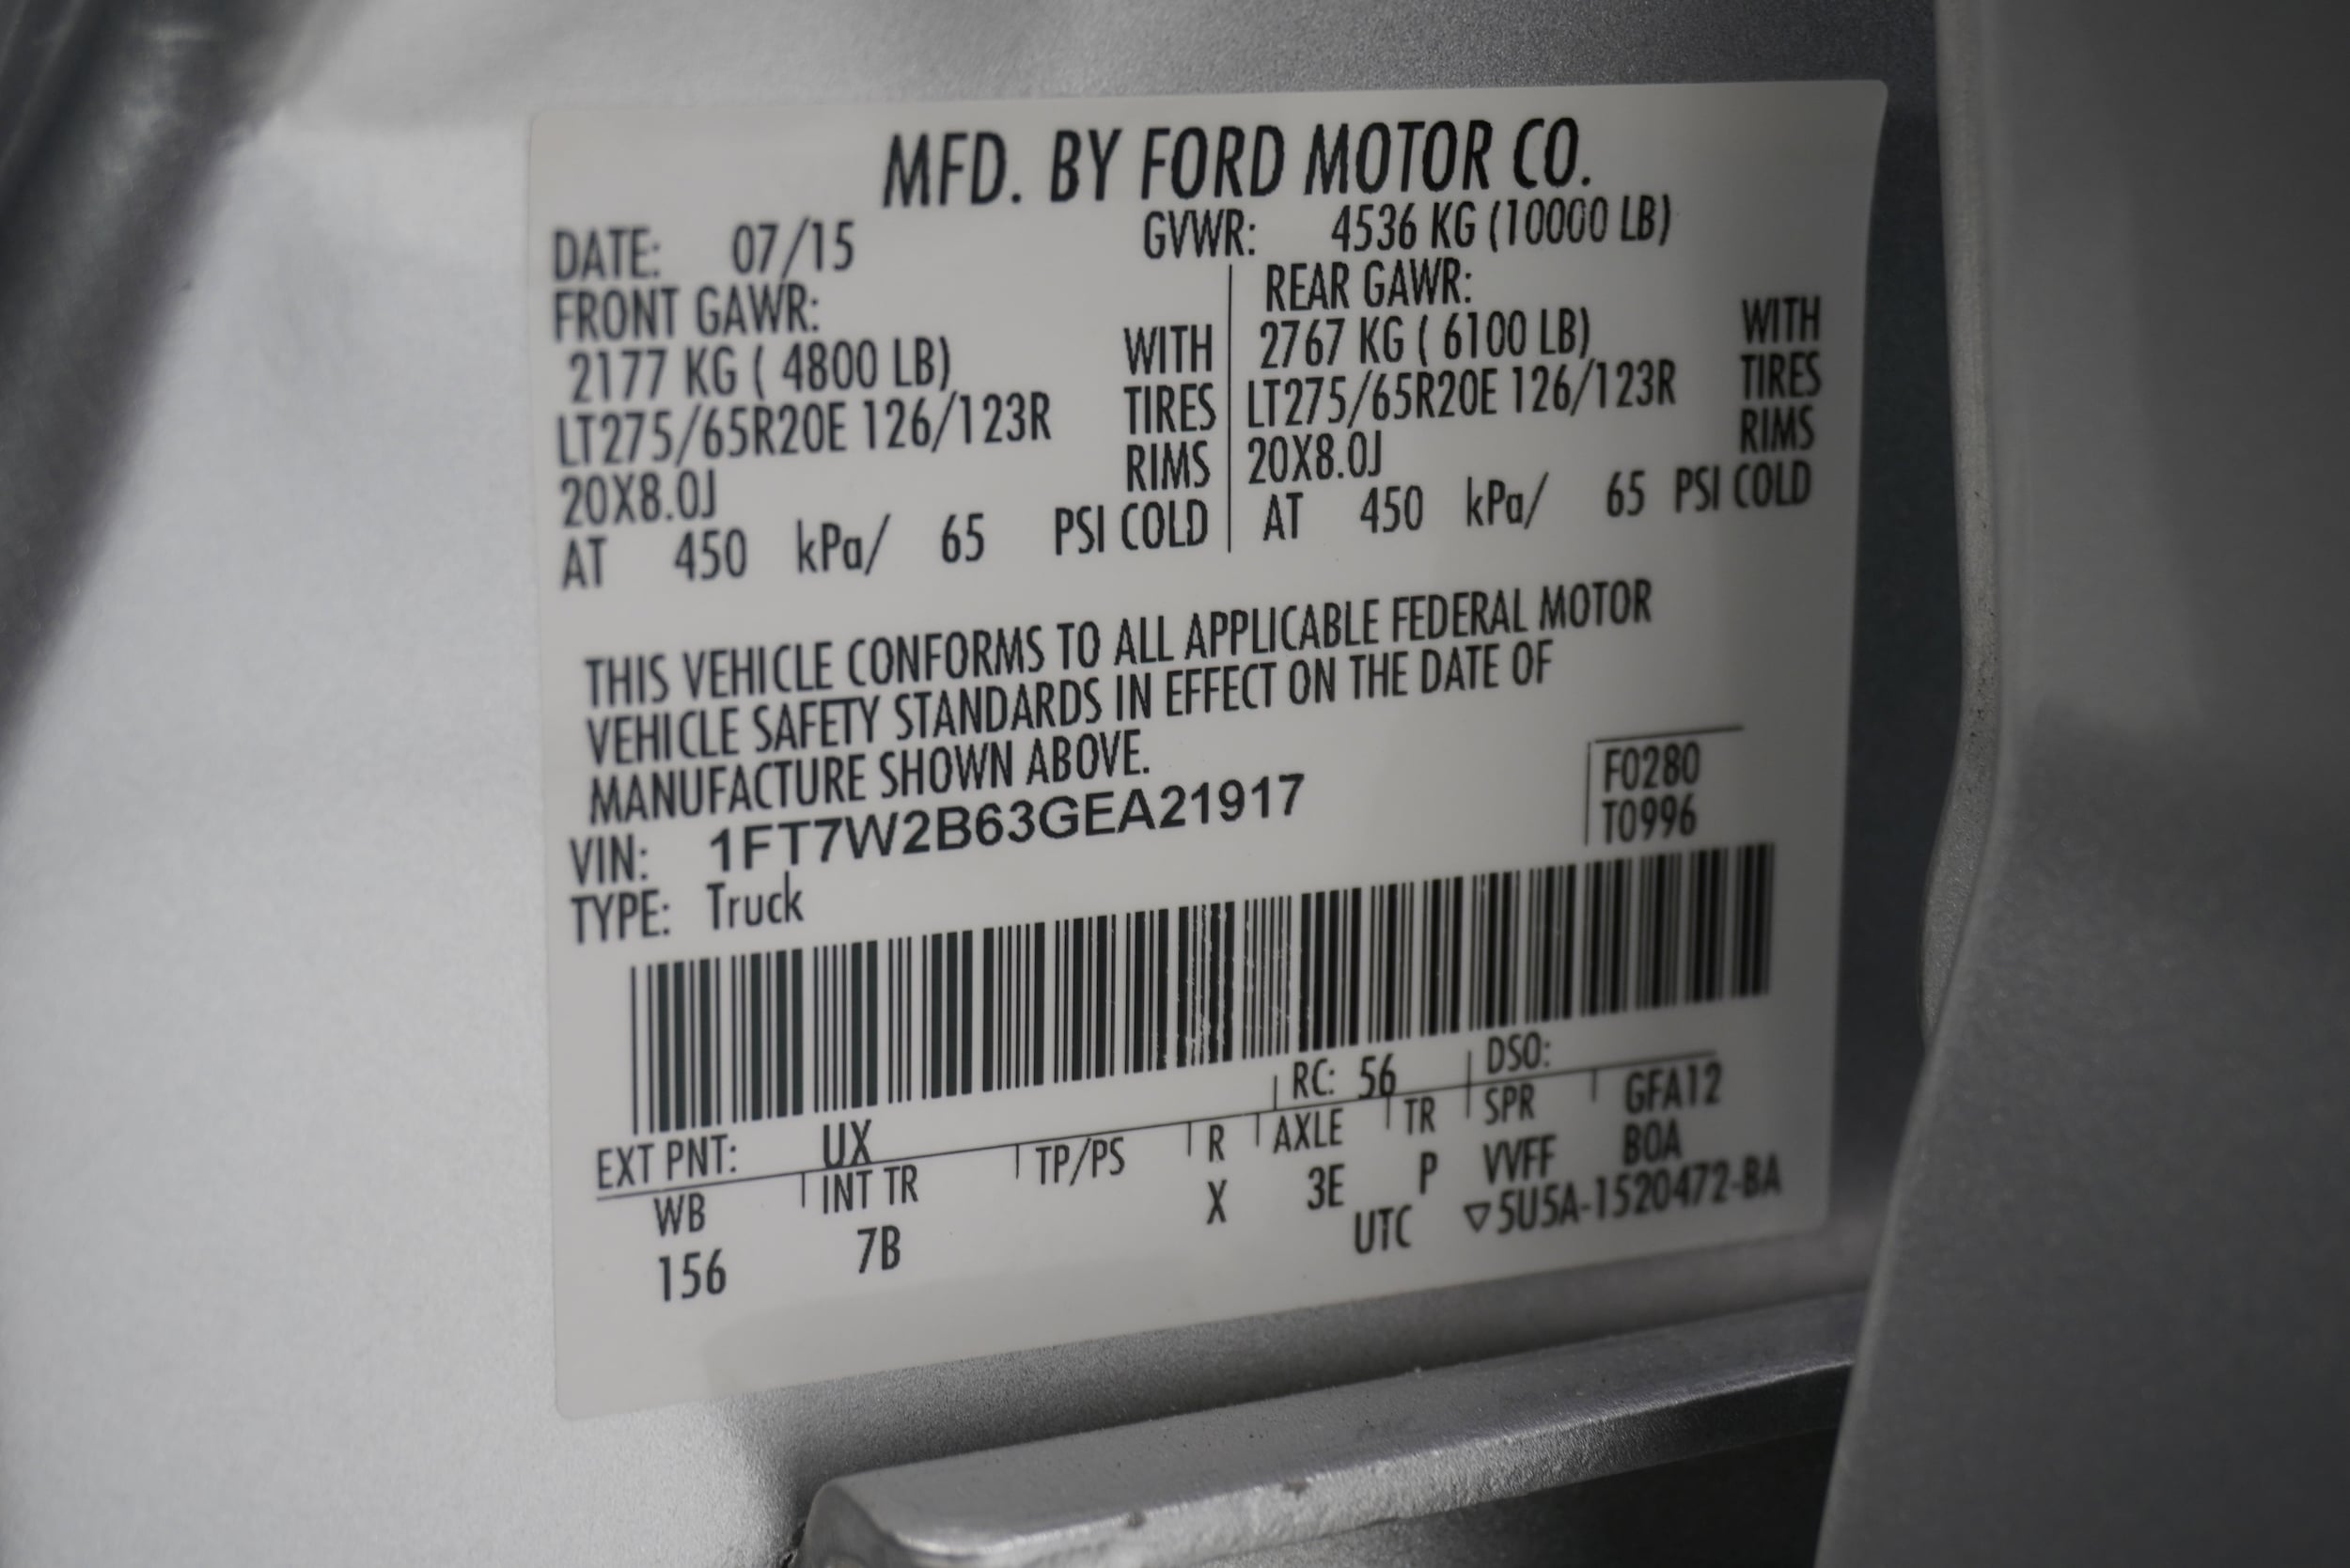 MFD. BY FORD MOTOR CO.
DATE: 07/15 GVWR: 4536 KG (10000 LB)
FRONT GAWR: REAR GAWR:
2177 KG ( 4800 LB) WITH 2767 KG ( 6100 LB) WITH
LT275/65R20E 126/123R TIRES LT275/65R20E 126/123R TIRES
20X8.0J RIMS 20X8.0J RIMS
AT 450 kPa/ 65 PSI COLD AT 450 kPa/ 65 PSI COLD
THIS VEHICLE CONFORMS TO ALL APPLICABLE FEDERAL MOTOR
VEHICLE SAFETY STANDARDS IN EFFECT ON THE DATE OF
MANUFACTURE SHOWN ABOVE.
VIN: 1FT7W2B63GEA21917 F0280
TYPE: Truck T0996
EXT PNT: UX RC: 56 DSO:
WB INT TR TP/PS R AXLE TR SPR GFA12
156 7B X 3E P VVFF BOA
UTC ▽5U5A-1520472-BA